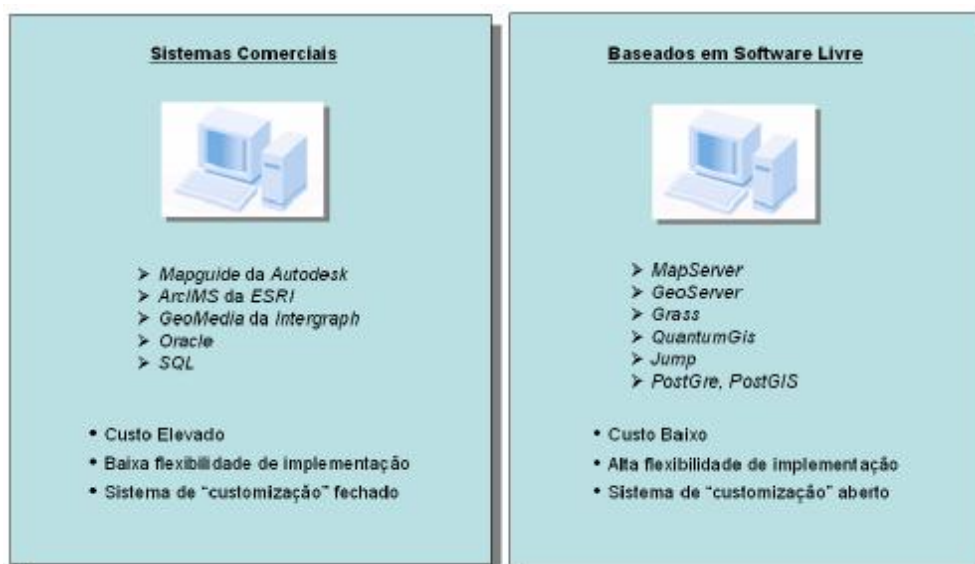 Sistemas Comerciais
➢ Mapguide da Autodesk
➢ ArcIMS da ESRI
➢ GeoMedia da Intergraph
➢ Oracle
➢ SQL
• Custo Elevado
• Baixa flexibilidade de implementação
• Sistema de “customização” fechado
Baseados em Software Livre
➢ MapServer
➢ GeoServer
➢ Grass
➢ QuantumGis
➢ Jump
➢ PostGre, PostGIS
• Custo Baixo
• Alta flexibilidade de implementação
• Sistema de “customização” aberto